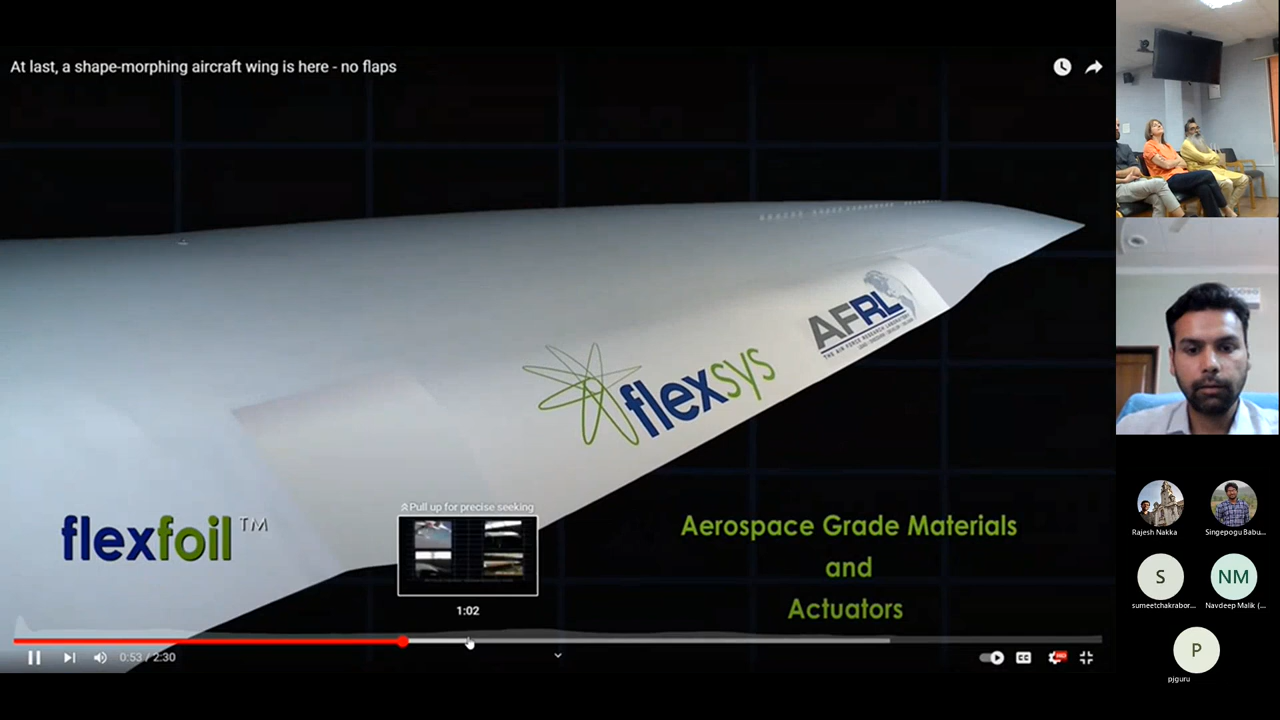 At last, a shape-morphing aircraft wing is here - no flaps
AFRL
THE AIR FORCE RESEARCH LABORATORY
flexsys
flexfoil™
Pull up for precise seeking
1:02
Aerospace Grade Materials
and
Actuators
0:53 / 2:30
CC
HD
Rajesh Nakka
Singepogu Babu...
S
NM
sumeetchakrabor...
Navdeep Malik (...
P
pjguru